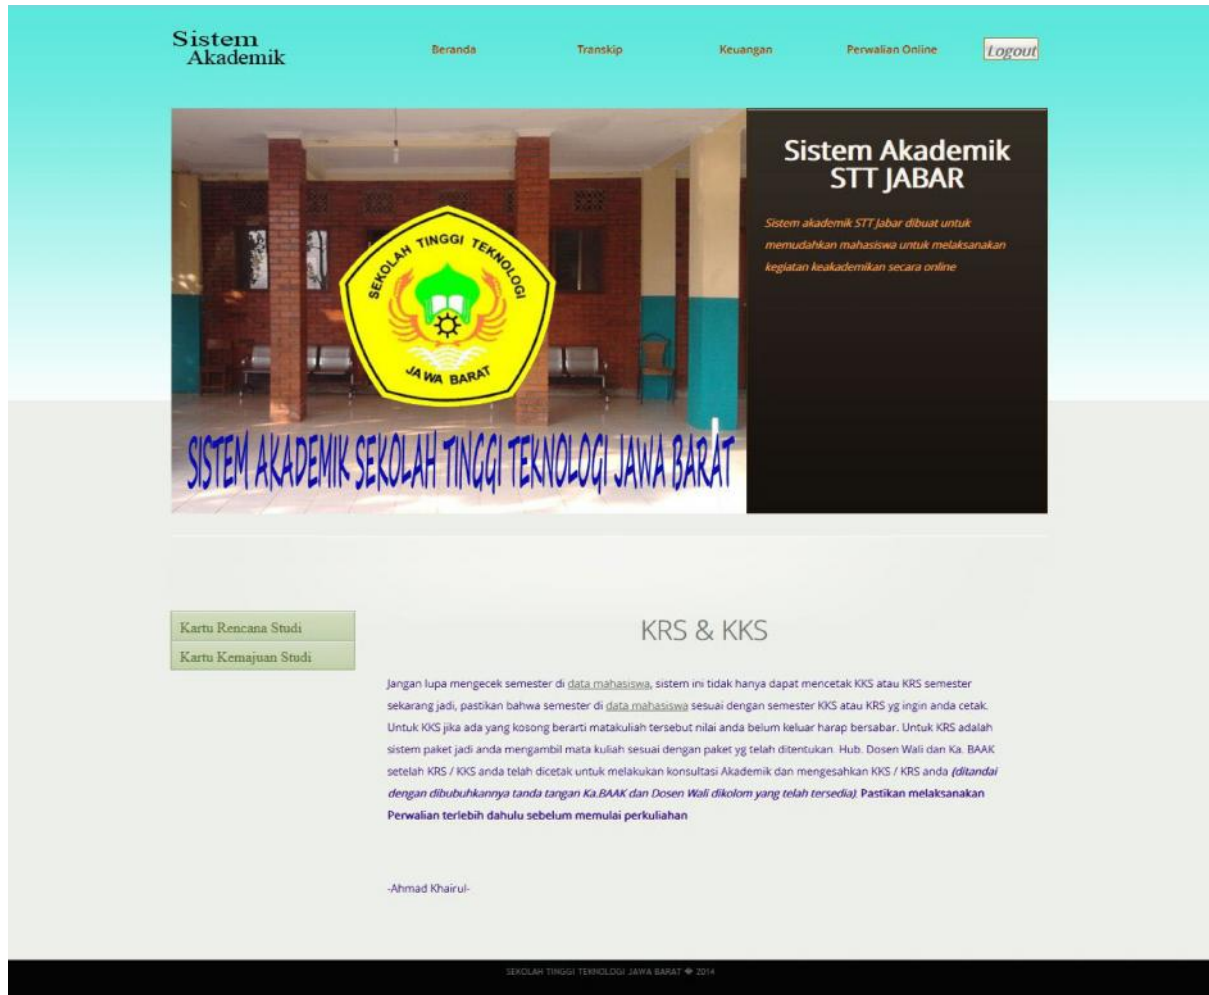 Sistem
Akademik
Beranda
Transkip
Keuangan
Perwalian Online
Logout
SEKOLAH TINGGI TEKNOLOGI
JAWA BARAT
SISTEM AKADEMIK SEKOLAH TINGGI TEKNOLOGI JAWA BARAT
Sistem Akademik
STT JABAR
Sistem akademik STT Jabar dibuat untuk
memudahkan mahasiswa untuk melaksanakan
kegiatan keakademikan secara online
Kartu Rencana Studi
Kartu Kemajuan Studi
KRS & KKS
Jangan lupa mengecek semester di data mahasiswa, sistem ini tidak hanya dapat mencetak KKS atau KRS semester
sekarang jadi, pastikan bahwa semester di data mahasiswa sesuai dengan semester KKS atau KRS yg ingin anda cetak.
Untuk KKS jika ada yang kosong berarti matakuliah tersebut nilai anda belum keluar harap bersabar. Untuk KRS adalah
sistem paket jadi anda mengambil mata kuliah sesuai dengan paket yg telah ditentukan. Hub. Dosen Wali dan Ka. BAAK
setelah KRS / KKS anda telah dicetak untuk melakukan konsultasi Akademik dan mengesahkan KKS / KRS anda (ditandai
dengan dibubuhkannya tanda tangan Ka.BAAK dan Dosen Wali dikolom yang telah tersedia). Pastikan melaksanakan
Perwalian terlebih dahulu sebelum memulai perkuliahan
-Ahmad Khairul-
SEKOLAH TINGGI TEKNOLOGI JAWA BARAT � 2014